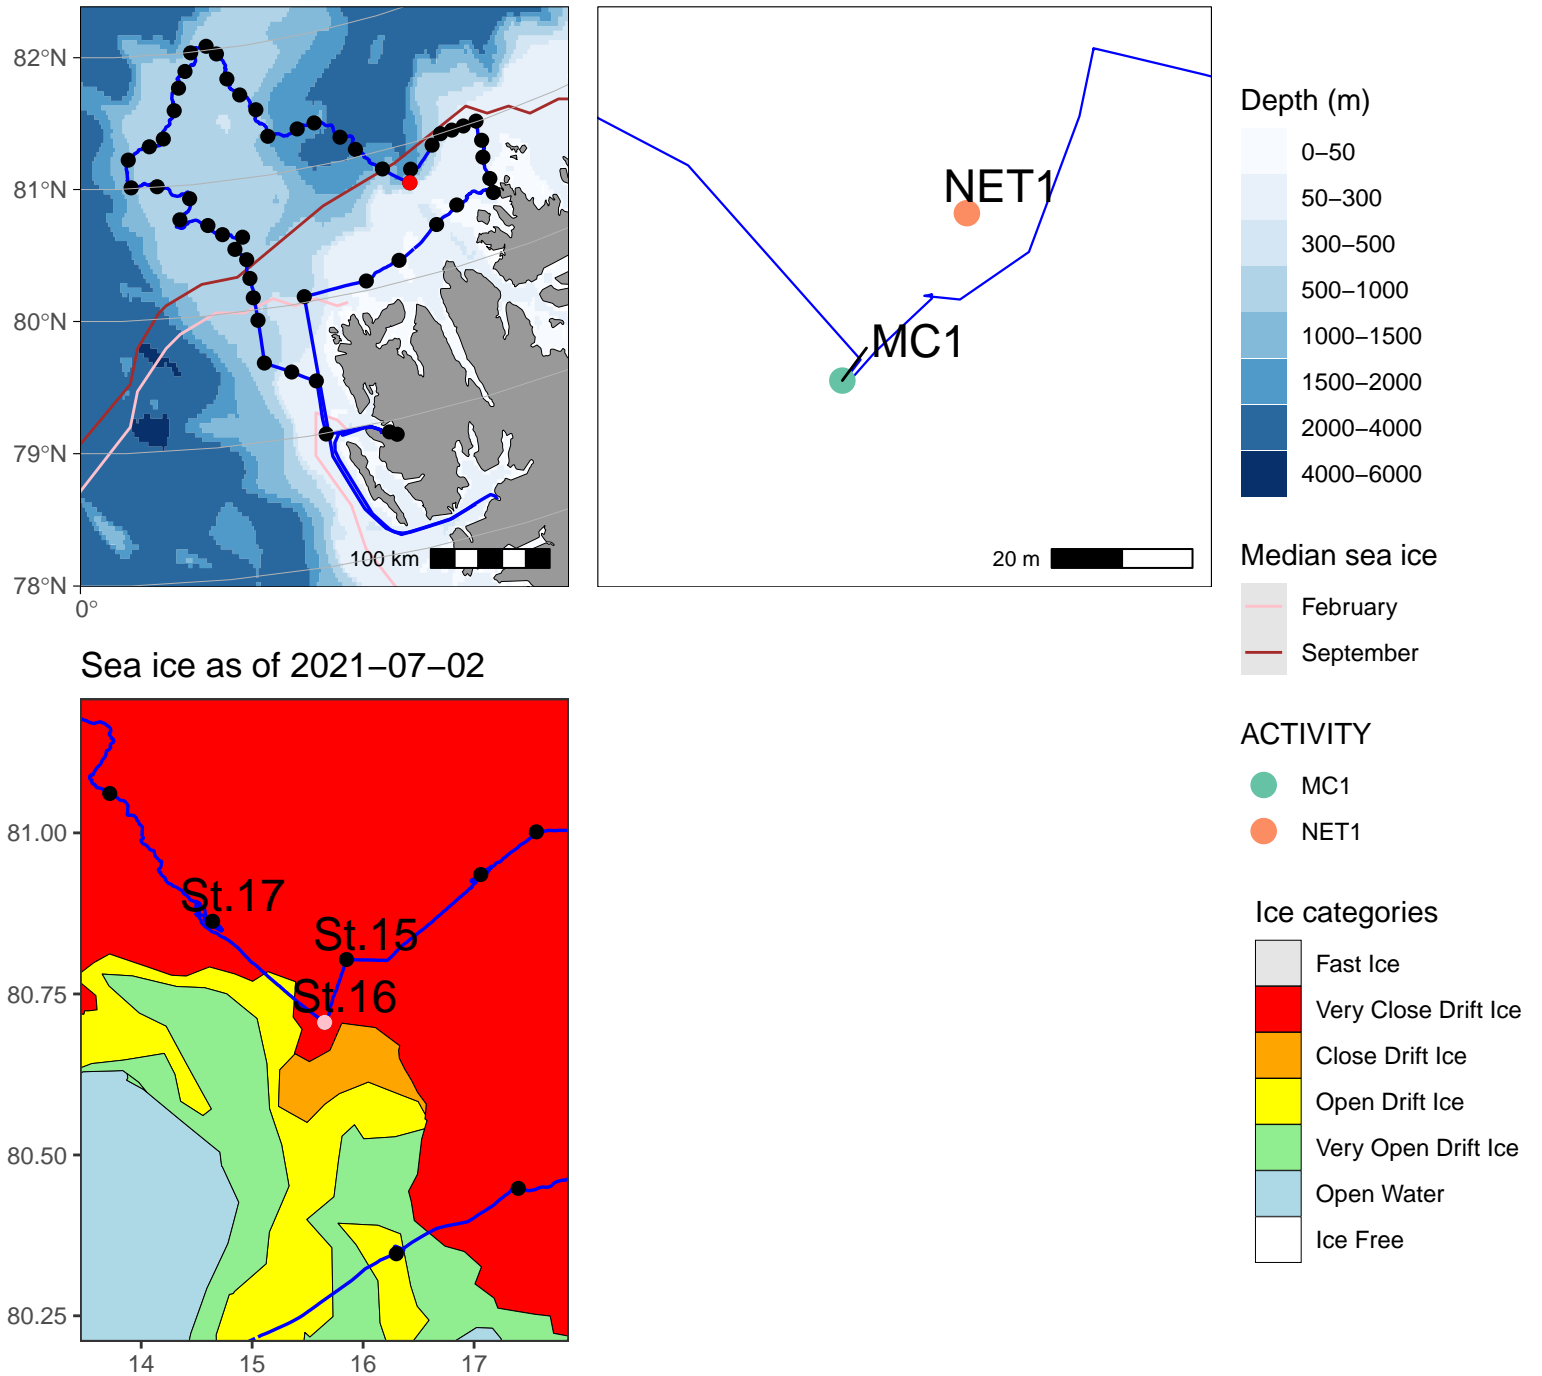 82°N
81°N
80°N
79°N
78°N
0°
100 km
NET1
MC1
20 m
Depth (m)
0–50
50–300
300–500
500–1000
1000–1500
1500–2000
2000–4000
4000–6000
Median sea ice
February
September
ACTIVITY
MC1
NET1
Ice categories
Fast Ice
Very Close Drift Ice
Close Drift Ice
Open Drift Ice
Very Open Drift Ice
Open Water
Ice Free
Sea ice as of 2021–07–02
81.00
80.75
80.50
80.25
St.17
St.15
St.16
14
15
16
17